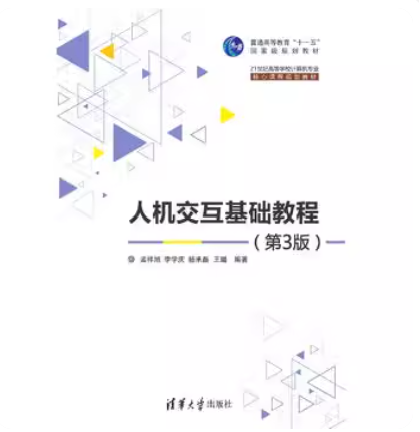 普通高等教育“十一五”
国家级规划教材
21世纪高等学校计算机专业
核心课程规划教材
人机交互基础教程
（第3版）
孟祥旭 李学庆 杨承磊 王璐 编著
清华大学出版社